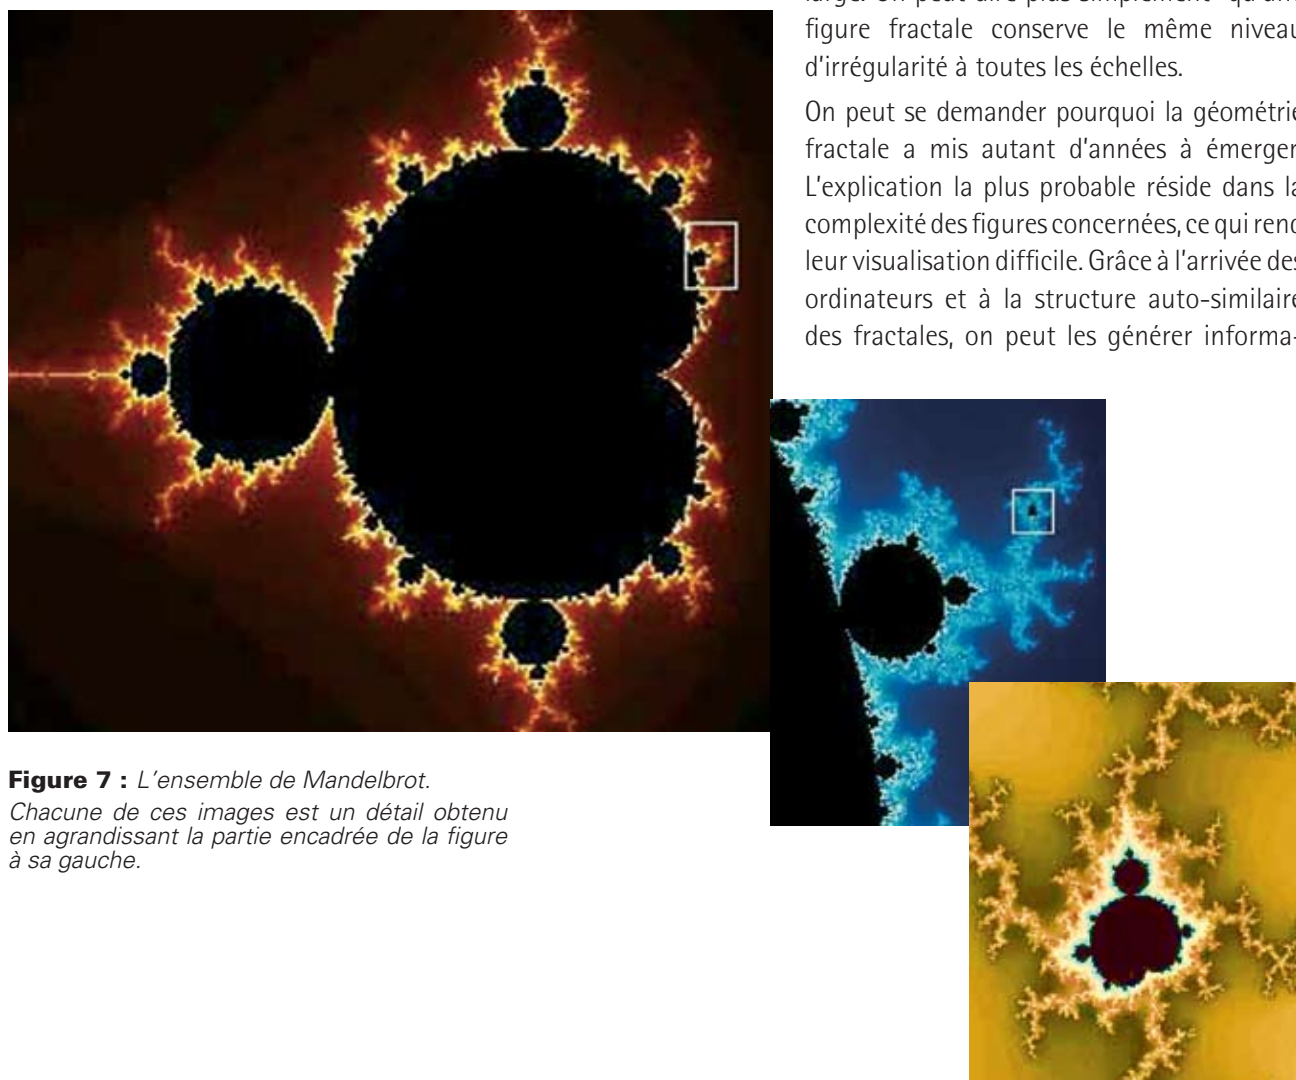 figure fractale conserve le même niveau
d'irrégularité à toutes les échelles.
On peut se demander pourquoi la géométrie
fractale a mis autant d'années à émerger
L'explication la plus probable réside dans la
complexité des figures concernées, ce qui rend
leur visualisation difficile. Grâce à l'arrivée des
ordinateurs et à la structure auto-similaire
des fractales, on peut les générer informa-
Figure 7 : L'ensemble de Mandelbrot.
Chacune de ces images est un détail obtenu
en agrandissant la partie encadrée de la figure
à sa gauche.